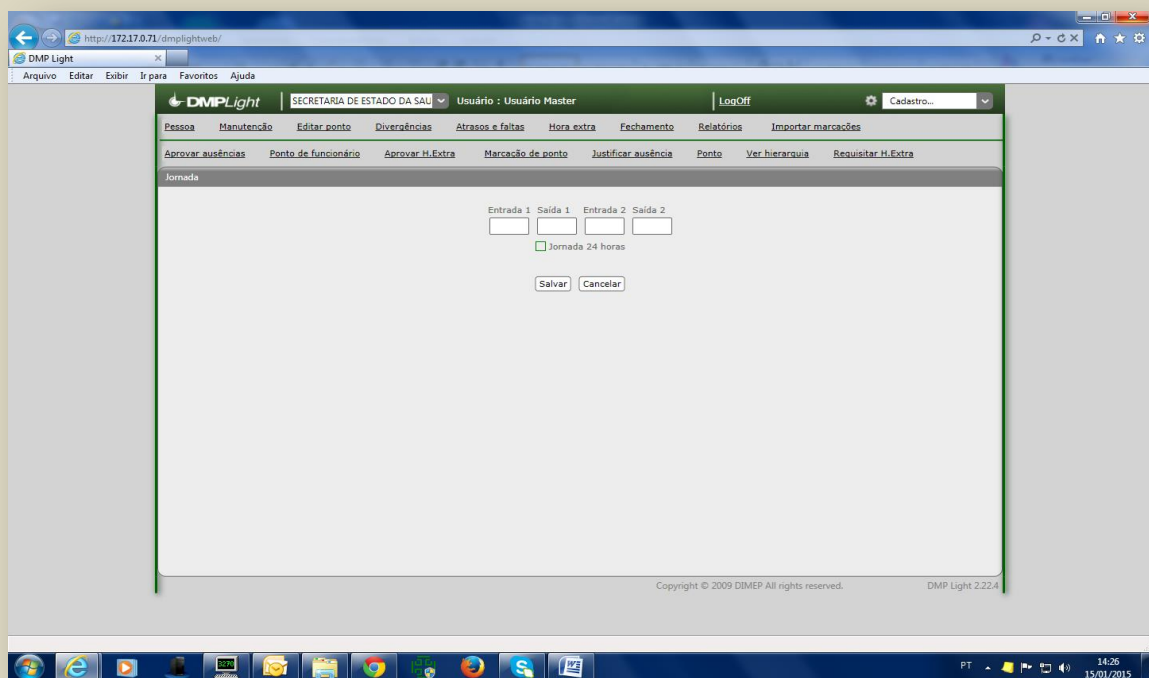 http://172.17.0.71/dmplightweb/
DMP Light
Arquivo Editar Exibir Ir para Favoritos Ajuda
DMPLight SECRETARIA DE ESTADO DA SAU Usuário : Usuário Master LogOff Cadastro...
Pessoa Manutenção Editar ponto Divergências Atrasos e faltas Hora extra Fechamento Relatórios Importar marcações
Aprovar ausências Ponto de funcionário Aprovar H.Extra Marcação de ponto Justificar ausência Ponto Ver hierarquia Requisitar H.Extra
Jornada
Entrada 1 Saída 1 Entrada 2 Saída 2
Jornada 24 horas
Salvar Cancelar
Copyright © 2009 DIMEP All rights reserved. DMP Light 2.22.4
3270
PT 14:26
15/01/2015